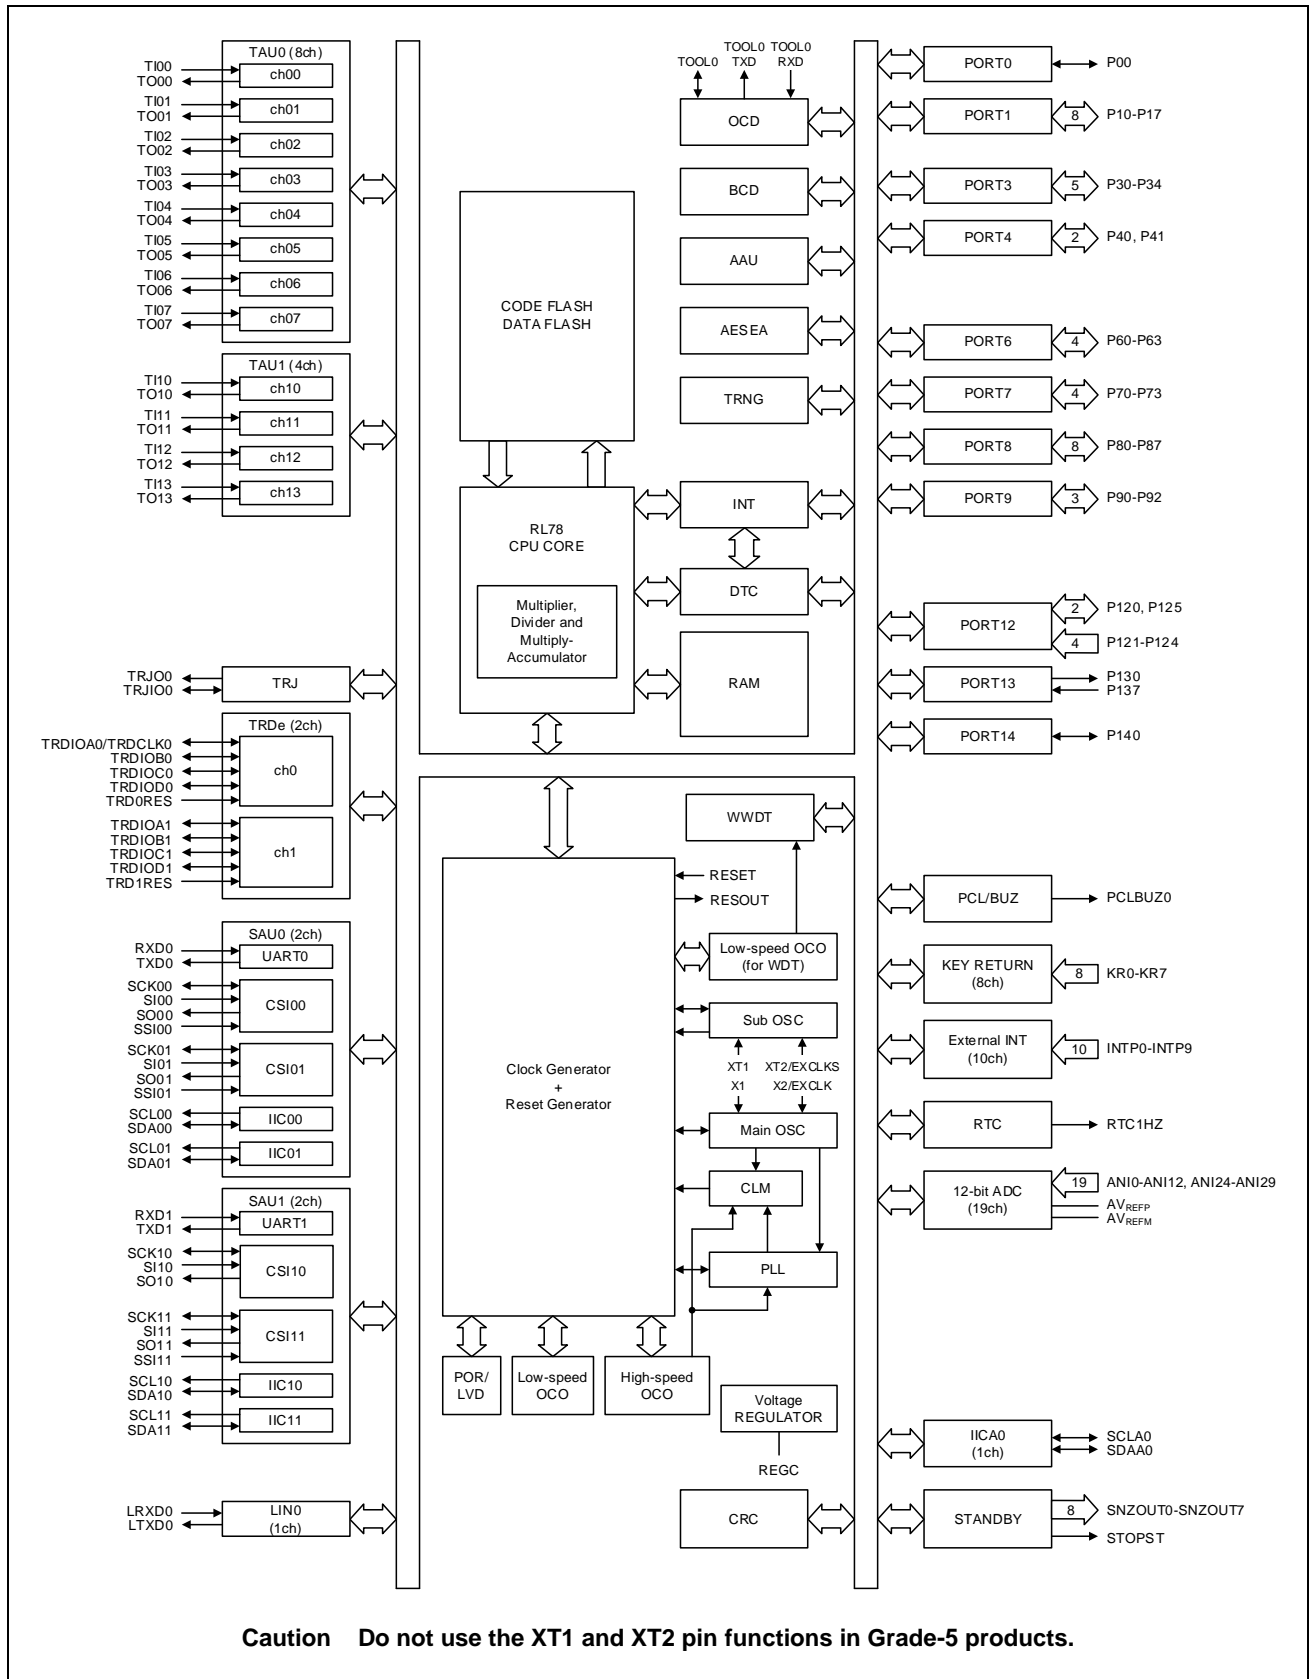 TAU0 (8ch)
TI00
TO00
ch00
TI01
TO01
ch01
TI02
TO02
ch02
TI03
TO03
ch03
TI04
TO04
ch04
TI05
TO05
ch05
TI06
TO06
ch06
TI07
TO07
ch07
TAU1 (4ch)
TI10
TO10
ch10
TI11
TO11
ch11
TI12
TO12
ch12
TI13
TO13
ch13
TRJO0
TRJIO0
TRJ
TRDe (2ch)
TRDIOA0/TRDCLK0
TRDIOB0
TRDIOC0
TRDIOD0
TRD0RES
ch0
TRDIOA1
TRDIOB1
TRDIOC1
TRDIOD1
TRD1RES
ch1
SAU0 (2ch)
RXD0
TXD0
UART0
SCK00
SI00
SO00
SSI00
CSI00
SCK01
SI01
SO01
SSI01
CSI01
SCL00
SDA00
IIC00
SCL01
SDA01
IIC01
SAU1 (2ch)
RXD1
TXD1
UART1
SCK10
SI10
SO10
CSI10
SCK11
SI11
SO11
SSI11
CSI11
SCL10
SDA10
IIC10
SCL11
SDA11
IIC11
LRXD0
LTXD0
LIN0
(1ch)
CODE FLASH
DATA FLASH
RL78
CPU CORE
Multiplier,
Divider and
Multiply-
Accumulator
TOOL0
TOOL0
TXD
TOOL0
RXD
OCD
BCD
AAU
AESEA
TRNG
INT
DTC
RAM
WWDT
Clock Generator
+
Reset Generator
RESET
RESOUT
Low-speed OCO
(for WDT)
Sub OSC
XT1
XT2/EXCLKS
X1
X2/EXCLK
Main OSC
CLM
PLL
POR/
LVD
Low-speed
OCO
High-speed
OCO
Voltage
REGULATOR
REGC
CRC
PORT0
P00
PORT1
8
P10-P17
PORT3
5
P30-P34
PORT4
2
P40, P41
PORT6
4
P60-P63
PORT7
4
P70-P73
PORT8
8
P80-P87
PORT9
3
P90-P92
PORT12
2
P120, P125
4
P121-P124
PORT13
P130
P137
PORT14
P140
PCL/BUZ
PCLBUZ0
KEY RETURN
(8ch)
8
KR0-KR7
External INT
(10ch)
10
INTP0-INTP9
RTC
RTC1HZ
12-bit ADC
(19ch)
19
ANI0-ANI12, ANI24-ANI29
AVREFP
AVREFM
IICA0
(1ch)
SCLA0
SDAA0
STANDBY
8
SNZOUT0-SNZOUT7
STOPST
Caution Do not use the XT1 and XT2 pin functions in Grade-5 products.